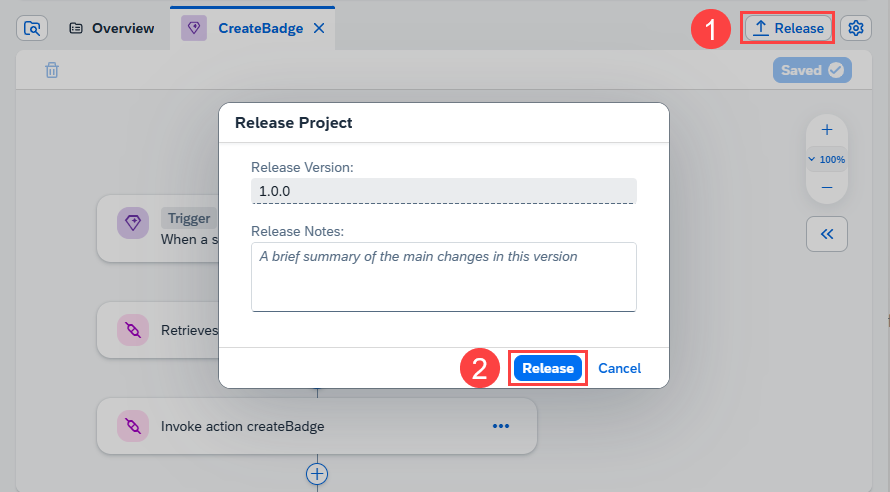 Overview
CreateBadge
1
Release
Saved
Release Project
Release Version:
1.0.0
100%
Release Notes:
A brief summary of the main changes in this version
Trigger
When a s
Retrieves
2
Release
Cancel
Invoke action createBadge